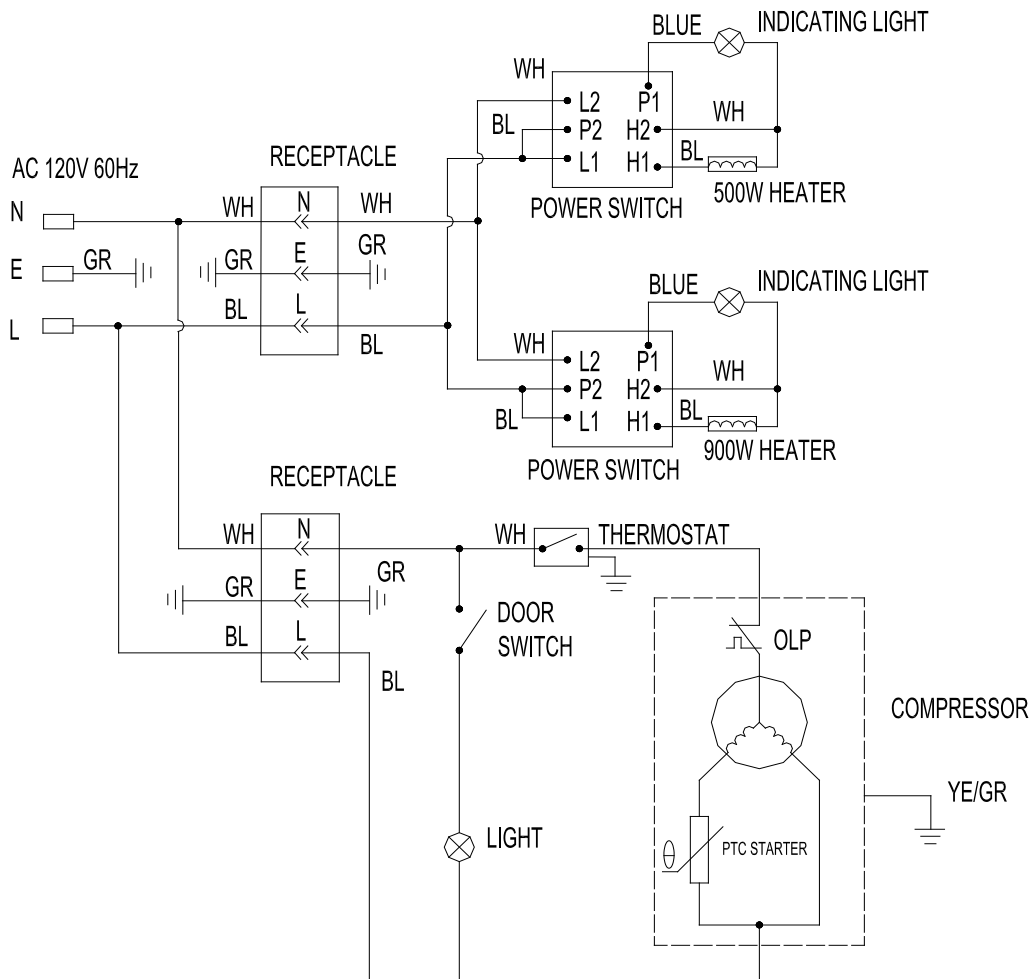 BLUE INDICATING LIGHT
WH
L2 P1
BL P2 H2 WH
L1 H1 BL
500W HEATER
POWER SWITCH
AC 120V 60Hz
RECEPTACLE
N WH N WH
E GR GR E GR
L BL L BL
BLUE INDICATING LIGHT
WH L2 P1
P2 H2 WH
BL L1 H1 BL
900W HEATER
POWER SWITCH
RECEPTACLE
WH N WH THERMOSTAT
GR E GR
BL L BL
DOOR
SWITCH
OLP
COMPRESSOR
YE/GR
LIGHT
θ PTC STARTER